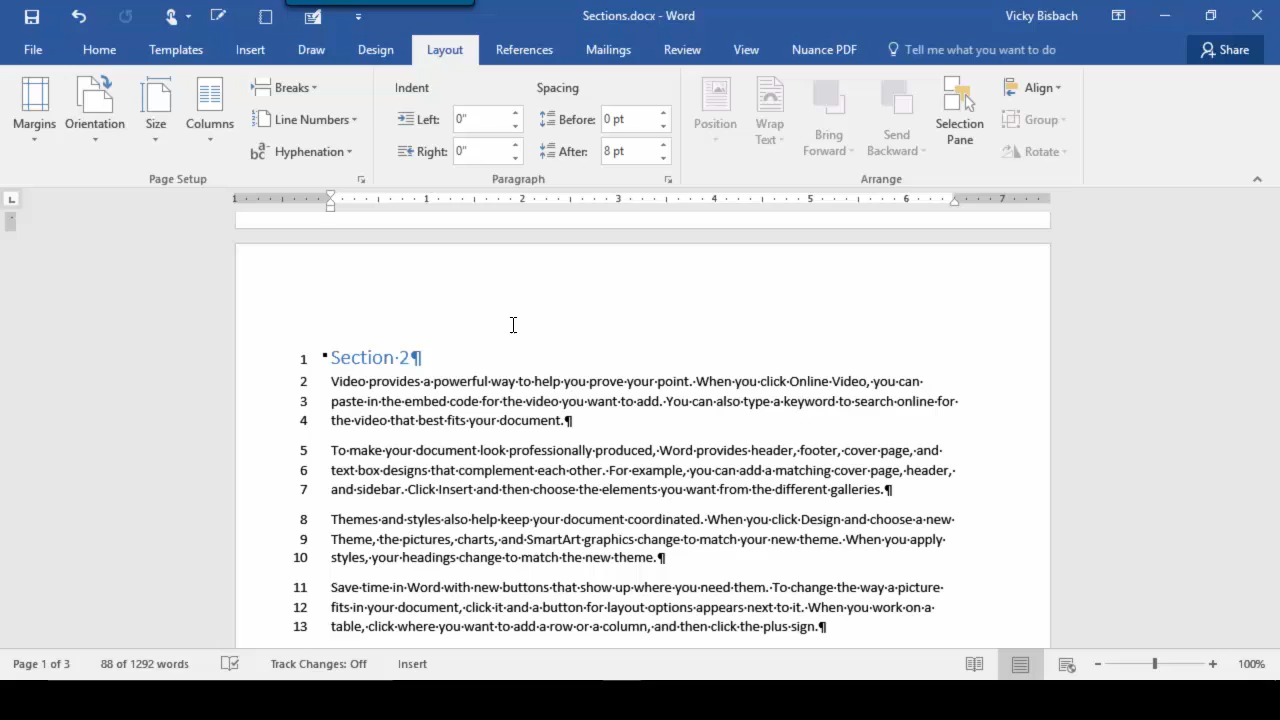 Sections.docx - Word
Vicky Bisbach
File Home Templates Insert Draw Design Layout References Mailings Review View Nuance PDF Tell me what you want to do Share
Margins Orientation Size Columns
Breaks
Line Numbers
Hyphenation
Page Setup
Indent Spacing
Left: 0" Before: 0 pt
Right: 0" After: 8 pt
Paragraph
Position Wrap Text Bring Forward Send Backward Selection Pane
Align
Group
Rotate
Arrange
1 1 2 3 4 5 6 7
1 Section·2¶
2 Video·provides·a·powerful·way·to·help·you·prove·your·point.·When·you·click·Online·Video,·you·can·
3 paste·in·the·embed·code·for·the·video·you·want·to·add.·You·can·also·type·a·keyword·to·search·online·for·
4 the·video·that·best·fits·your·document.¶
5 To·make·your·document·look·professionally·produced,·Word·provides·header,·footer,·cover·page,·and·
6 text·box·designs·that·complement·each·other.·For·example,·you·can·add·a·matching·cover·page,·header,·
7 and·sidebar.·Click·Insert·and·then·choose·the·elements·you·want·from·the·different·galleries.¶
8 Themes·and·styles·also·help·keep·your·document·coordinated.·When·you·click·Design·and·choose·a·new·
9 Theme,·the·pictures,·charts,·and·SmartArt·graphics·change·to·match·your·new·theme.·When·you·apply·
10 styles,·your·headings·change·to·match·the·new·theme.¶
11 Save·time·in·Word·with·new·buttons·that·show·up·where·you·need·them.·To·change·the·way·a·picture·
12 fits·in·your·document,·click·it·and·a·button·for·layout·options·appears·next·to·it.·When·you·work·on·a·
13 table,·click·where·you·want·to·add·a·row·or·a·column,·and·then·click·the·plus·sign.¶
Page 1 of 3 88 of 1292 words Track Changes: Off Insert 100%